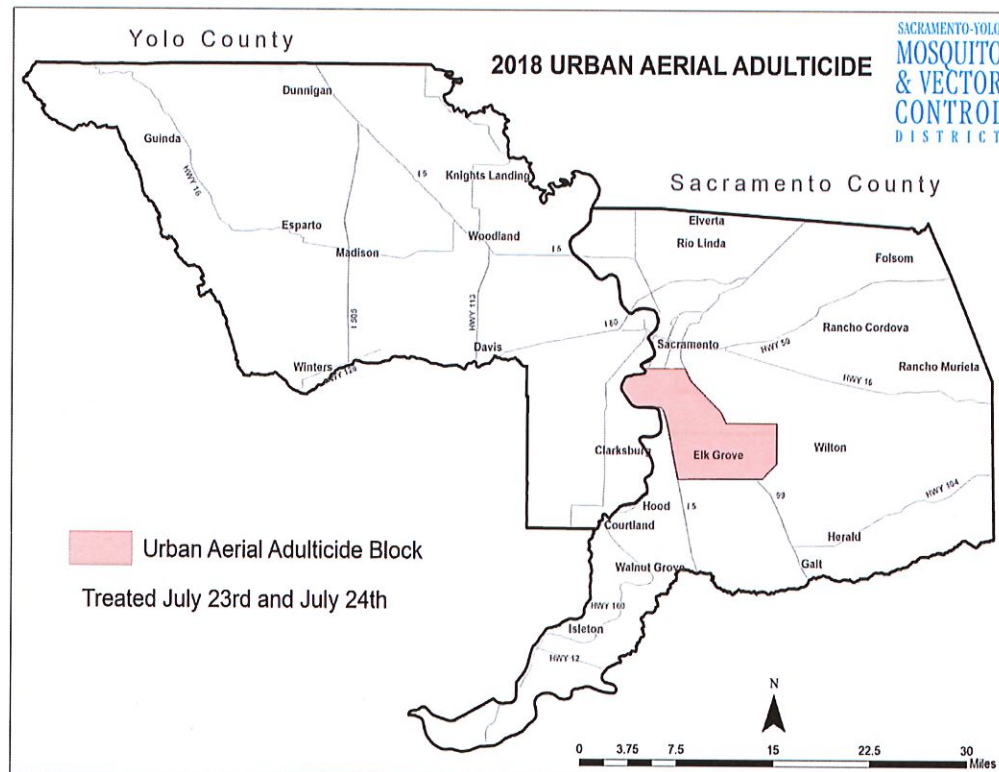 Yolo County
2018 URBAN AERIAL ADULTICIDE
SACRAMENTO-YOLO
MOSQUITO
& VECTOR
CONTROL
DISTRICT
Dunnigan
Guinda
HWY 16
I 5
Knights Landing
Sacramento County
Esparto
Madison
Woodland
I 5
Elverta
Rio Linda
Folsom
I 505
HWY 113
I 80
Davis
Winters
Sacramento
HWY 50
Rancho Cordova
Rancho Murieta
HWY 16
Clarksburg
Elk Grove
Wilton
Hood
Courtland
I 5
99
HWY 104
Herald
Galt
Walnut Grove
HWY 160
Isleton
HWY 12
Urban Aerial Adulticide Block
Treated July 23rd and July 24th
N
0 3.75 7.5 15 22.5 30
Miles